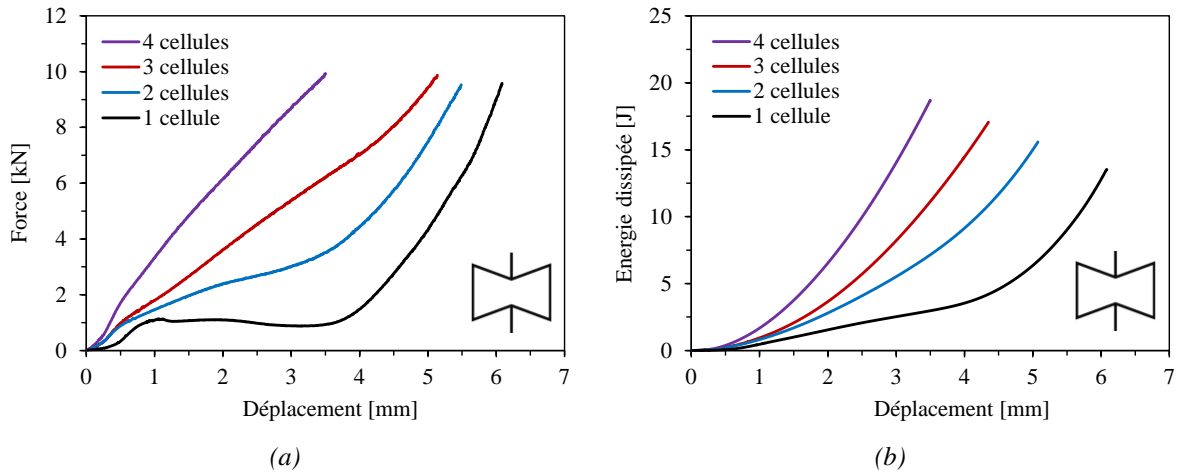 12
10
8
6
4
2
0
Force [kN]
4 cellules
3 cellules
2 cellules
1 cellule
0 1 2 3 4 5 6 7
Déplacement [mm]
(a)
25
20
15
10
5
0
Energie dissipée [J]
4 cellules
3 cellules
2 cellules
1 cellule
0 1 2 3 4 5 6 7
Déplacement [mm]
(b)